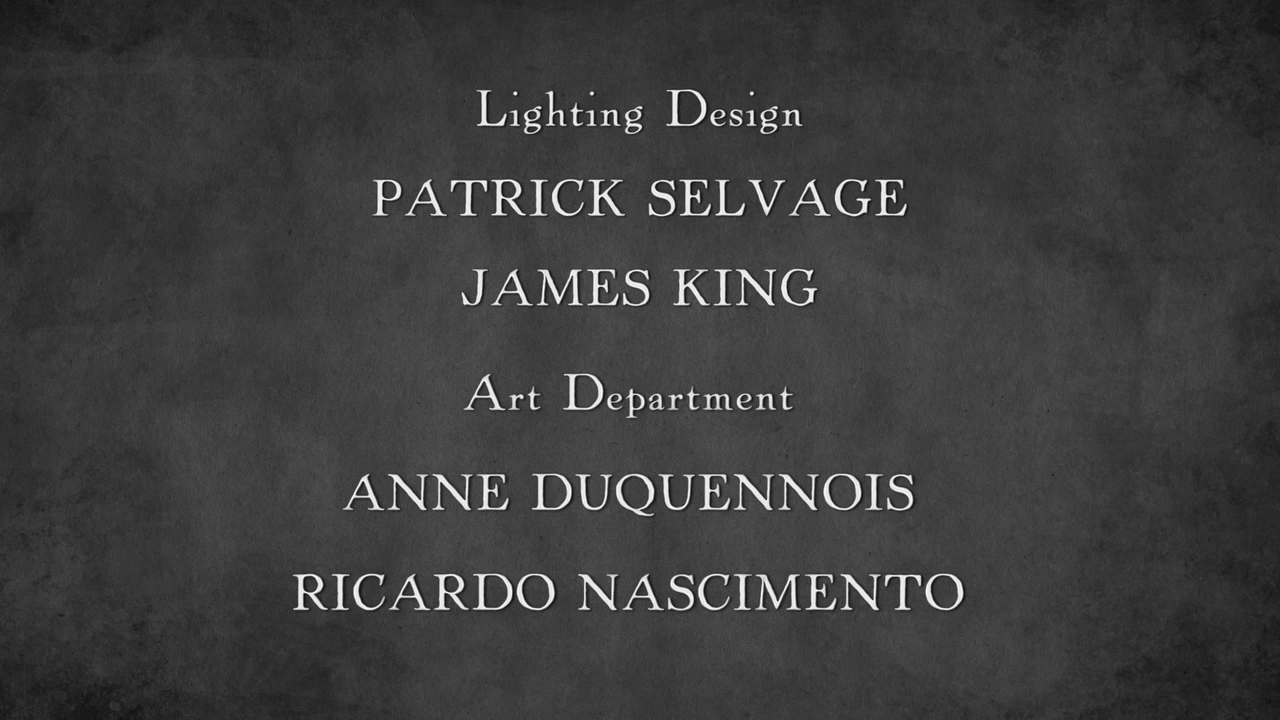 Lighting Design
PATRICK SELVAGE
JAMES KING
Art Department
ANNE DUQUENNOIS
RICARDO NASCIMENTO